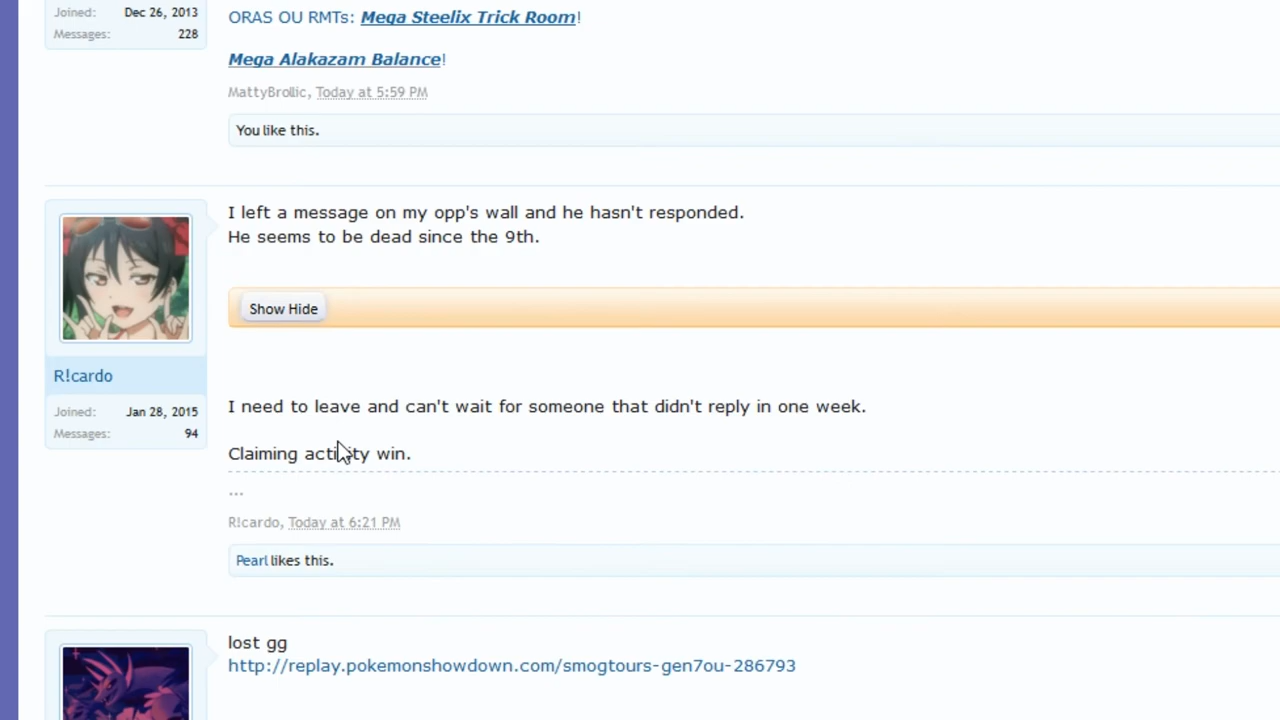 Joined: Dec 26, 2013
Messages: 228
ORAS OU RMTs: Mega Steelix Trick Room!
Mega Alakazam Balance!
MattyBrollic, Today at 5:59 PM
You like this.
I left a message on my opp's wall and he hasn't responded.
He seems to be dead since the 9th.
Show Hide
R!cardo
Joined: Jan 28, 2015
Messages: 94
I need to leave and can't wait for someone that didn't reply in one week.
Claiming activity win.
...
R!cardo, Today at 6:21 PM
Pearl likes this.
lost gg
http://replay.pokemonshowdown.com/smogtours-gen7ou-286793